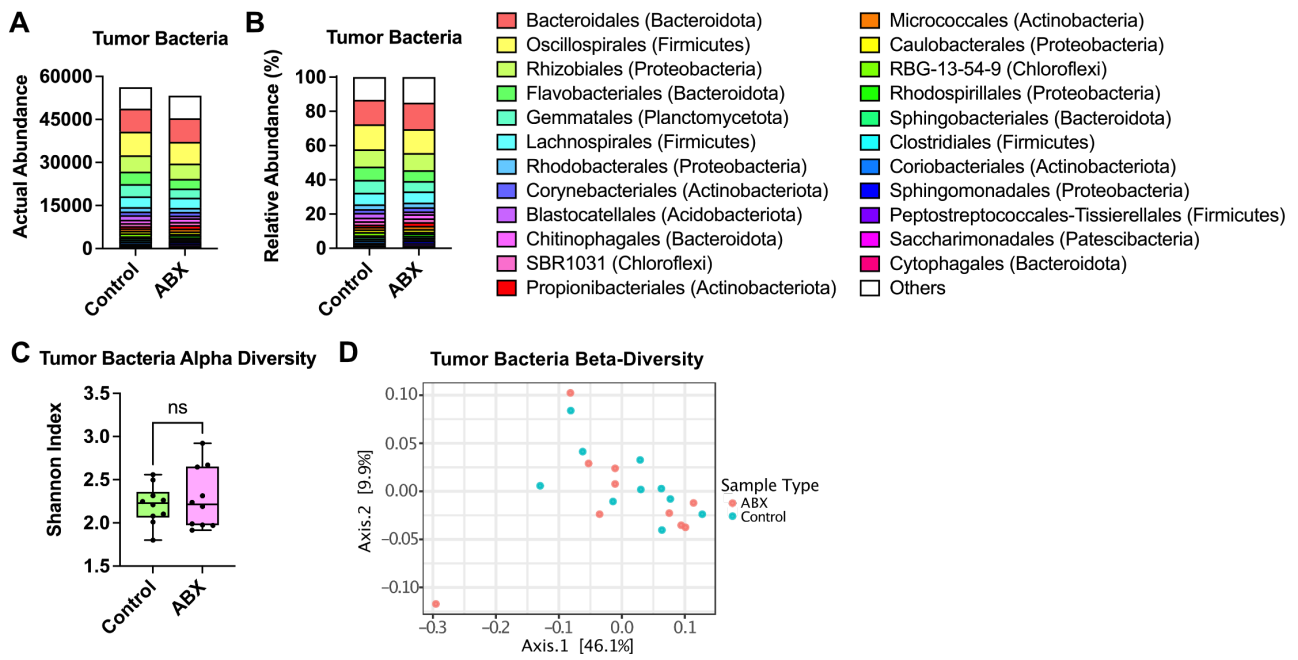 A
Tumor Bacteria
Actual Abundance
60000
45000
30000
15000
0
Control
ABX
B
Tumor Bacteria
Relative Abundance (%)
100
80
60
40
20
0
Control
ABX
Bacteroidales (Bacteroidota)
Oscillospirales (Firmicutes)
Rhizobiales (Proteobacteria)
Flavobacteriales (Bacteroidota)
Gemmatales (Planctomycetota)
Lachnospirales (Firmicutes)
Rhodobacterales (Proteobacteria)
Corynebacteriales (Actinobacteriota)
Blastocatellales (Acidobacteriota)
Chitinophagales (Bacteroidota)
SBR1031 (Chloroflexi)
Propionibacteriales (Actinobacteriota)
Micrococcales (Actinobacteria)
Caulobacterales (Proteobacteria)
RBG-13-54-9 (Chloroflexi)
Rhodospirillales (Proteobacteria)
Sphingobacteriales (Bacteroidota)
Clostridiales (Firmicutes)
Coriobacteriales (Actinobacteriota)
Sphingomonadales (Proteobacteria)
Peptostreptococcales-Tissierellales (Firmicutes)
Saccharimonadales (Patescibacteria)
Cytophagales (Bacteroidota)
Others
C
Tumor Bacteria Alpha Diversity
Shannon Index
3.5
3.0
2.5
2.0
1.5
ns
Control
ABX
D
Tumor Bacteria Beta-Diversity
Axis.2 [9.9%]
0.10
0.05
0.00
−0.05
−0.10
−0.3
−0.2
−0.1
0.0
0.1
Axis.1 [46.1%]
Sample Type
ABX
Control